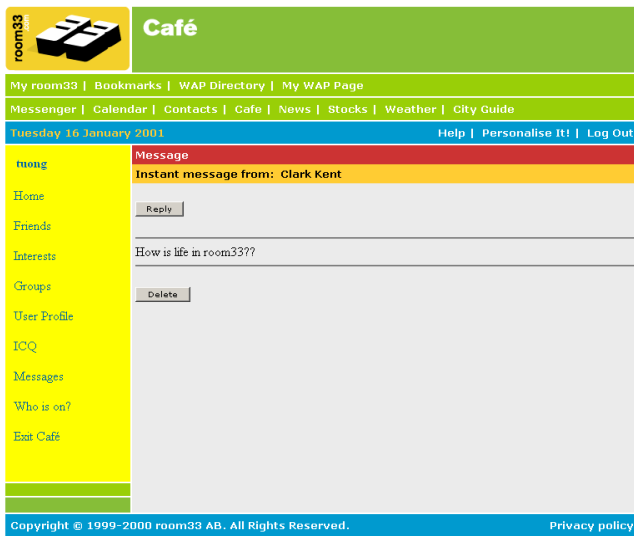 room33
.com
Café
My room33 | Bookmarks | WAP Directory | My WAP Page
Messenger | Calendar | Contacts | Cafe | News | Stocks | Weather | City Guide
Tuesday 16 January 2001 Help | Personalise It! | Log Out
tuong
Home
Friends
Interests
Groups
User Profile
ICQ
Messages
Who is on?
Exit Café
Message
Instant message from: Clark Kent
Reply
How is life in room33??
Delete
Copyright © 1999-2000 room33 AB. All Rights Reserved. Privacy policy